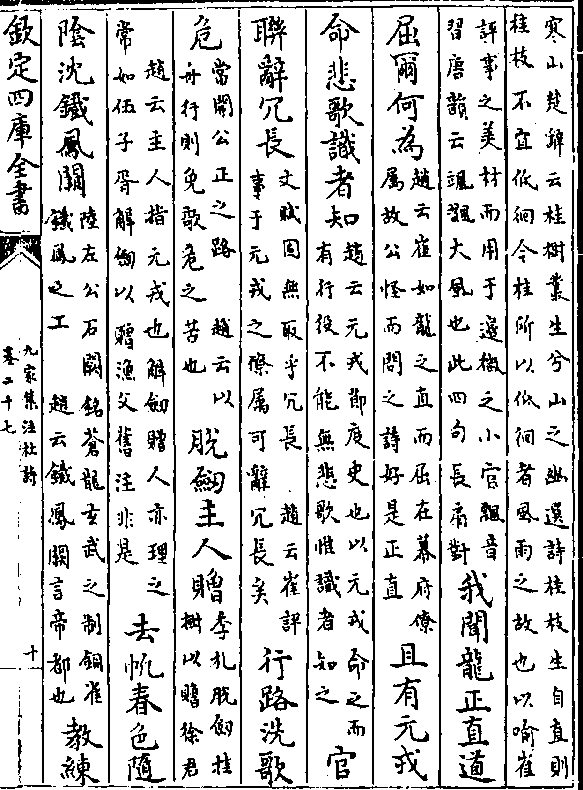 寒山楚辭云桂樹叢生兮山之幽選詩桂枝生自直則
桂枝不宜低徊今桂所以低徊者風雨之故也以喻崔
評事之美材而用于邊徼之小官飄音
習唐韻云颯飄大風也此四句長扇對
我聞龍正直道
屈爾何為
趙云崔如龍之直而屈在幕府僚
屬故公怪而問之詩好是正直
且有元戎
命悲歌識者知
趙云元戎節度史也以元戎命之而
有行役不能無悲歌惟識者知之
官
聯辭冗長
文賦固無取乎冗長 趙云崔評
事于元戎之僚屬可辭冗長矣
行路洗歌
危
當開公正之路 趙云以
舟行則免歌危之苦也
脫劒主人贈
季札脫劒挂
樹以贈徐君
趙云主人指元戎也解劒贈人亦理之
常如伍子胥解劒以贈漁父舊注非是
去帆春色隨
陰沈鐵鳳闕
陸左公石闕銘蒼龍玄武之制銅雀
鐵鳳之工 趙云鐵鳳闕言帝都也
教練
欽定四庫全書
九家集注杜詩
卷二十七
十